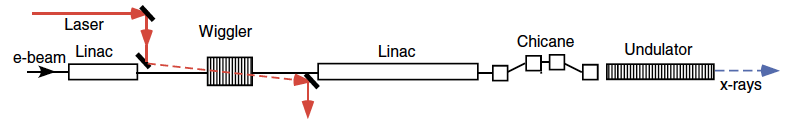 Laser
Wiggler
e-beam
Linac
Linac
Chicane
Undulator
x-rays